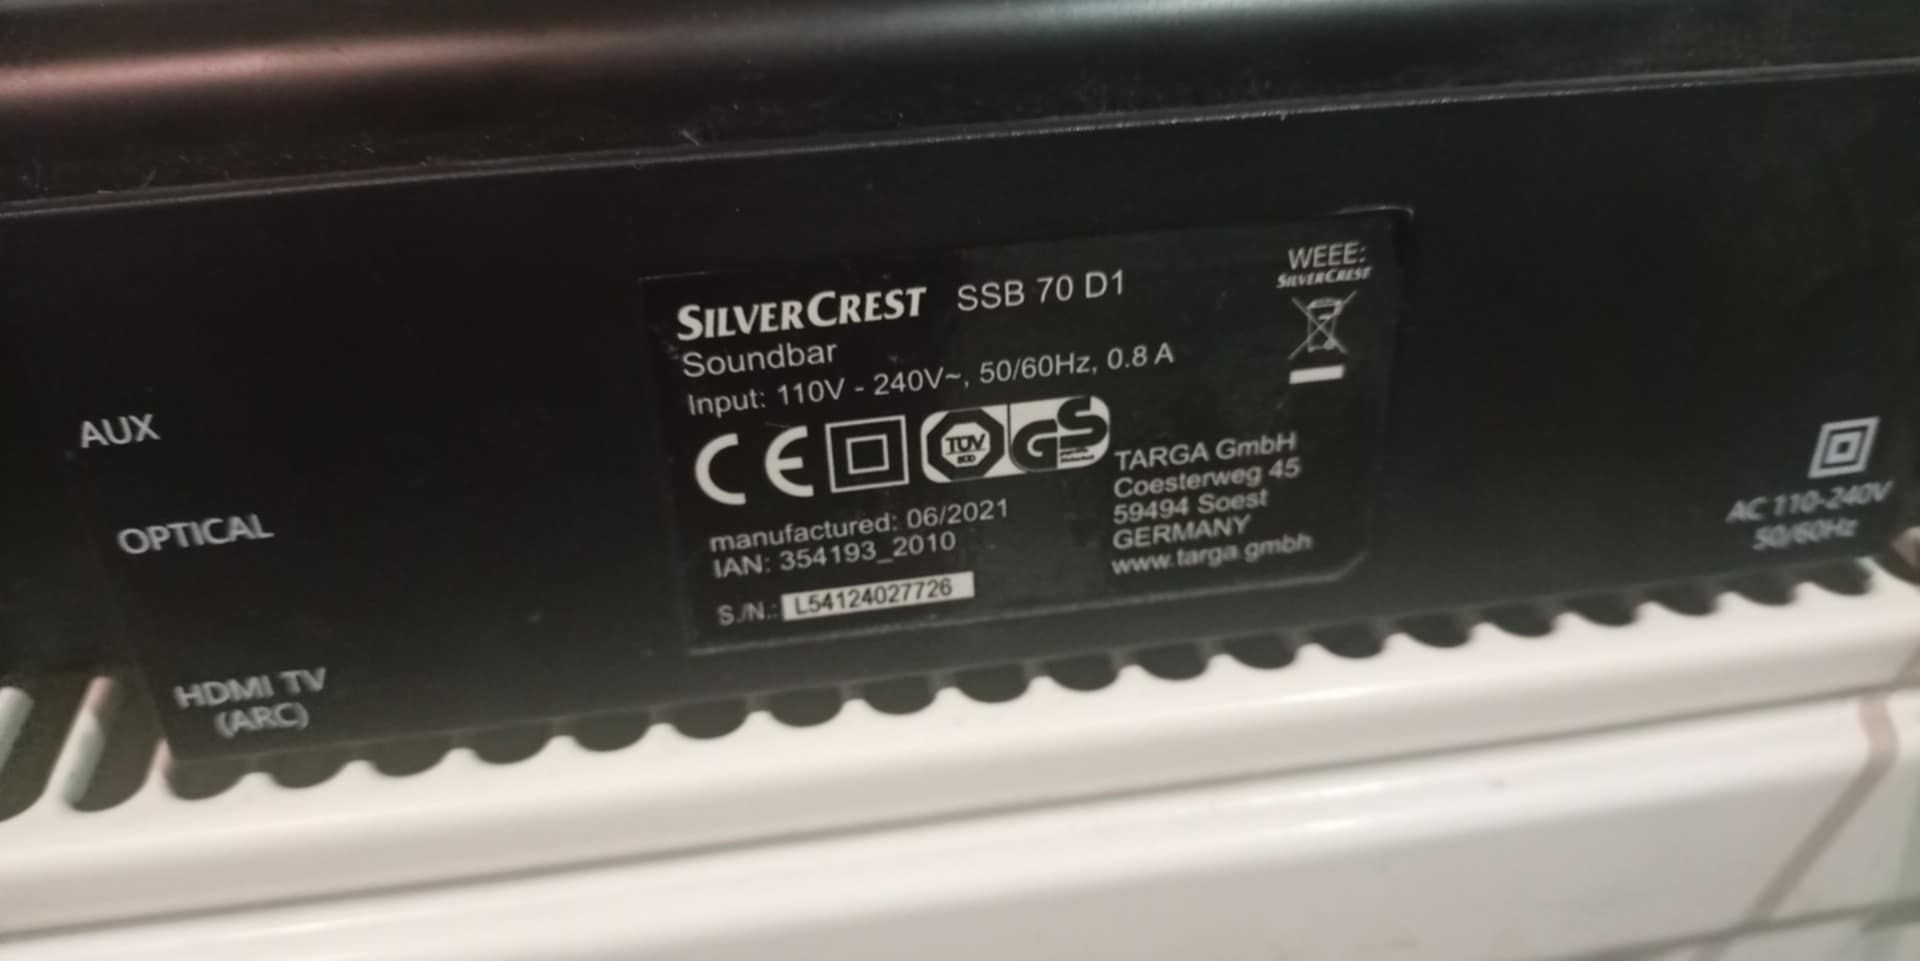 SILVERCREST SSB 70 D1
Soundbar
Input: 110V - 240V~, 50/60Hz, 0.8 A
CE
TÜV
SÜD
GS
manufactured: 06/2021
IAN: 354193_2010
S./N.: L54124027726
WEEE:
SILVERCREST
TARGA GmbH
Coesterweg 45
59494 Soest
GERMANY
www.targa.gmbh
AUX
OPTICAL
HDMI TV
(ARC)
AC 110-240V
50/60Hz